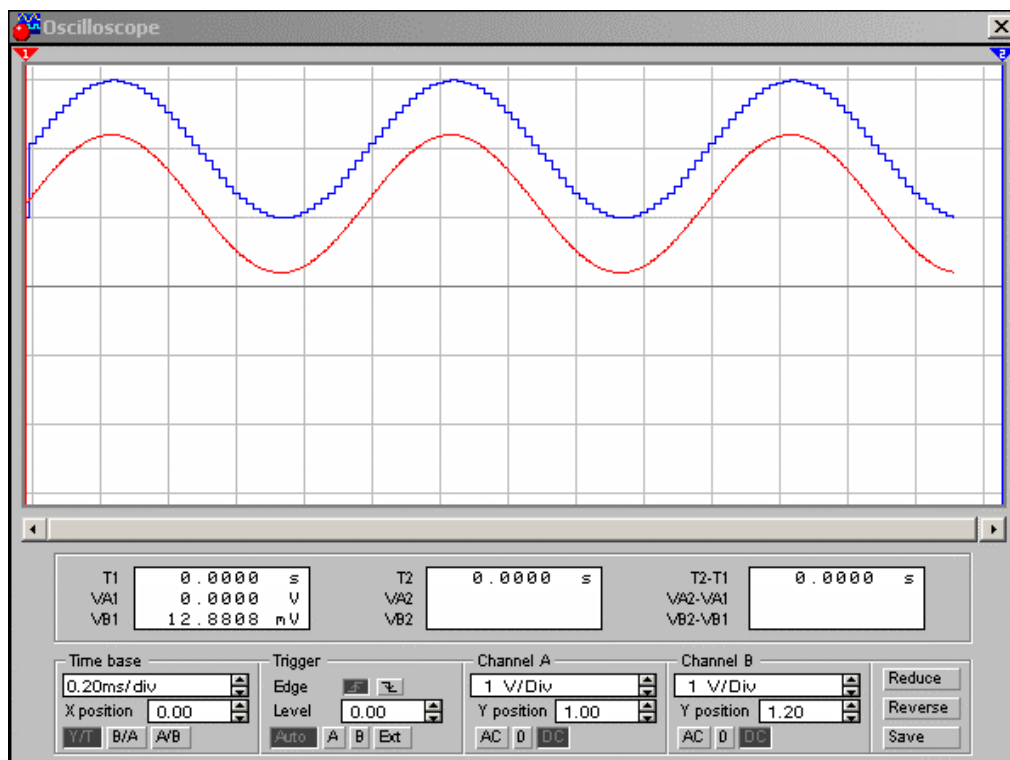 Oscilloscope
1 2
T1 0.0000 s
VA1 0.0000 V
VB1 12.8808 mV
T2 0.0000 s
VA2
VB2
T2-T1 0.0000 s
VA2-VA1
VB2-VB1
Time base
0.20ms/div
X position 0.00
Y/T B/A A/B
Trigger
Edge
Level 0.00
Auto A B Ext
Channel A
1 V/Div
Y position 1.00
AC 0 DC
Channel B
1 V/Div
Y position 1.20
AC 0 DC
Reduce
Reverse
Save